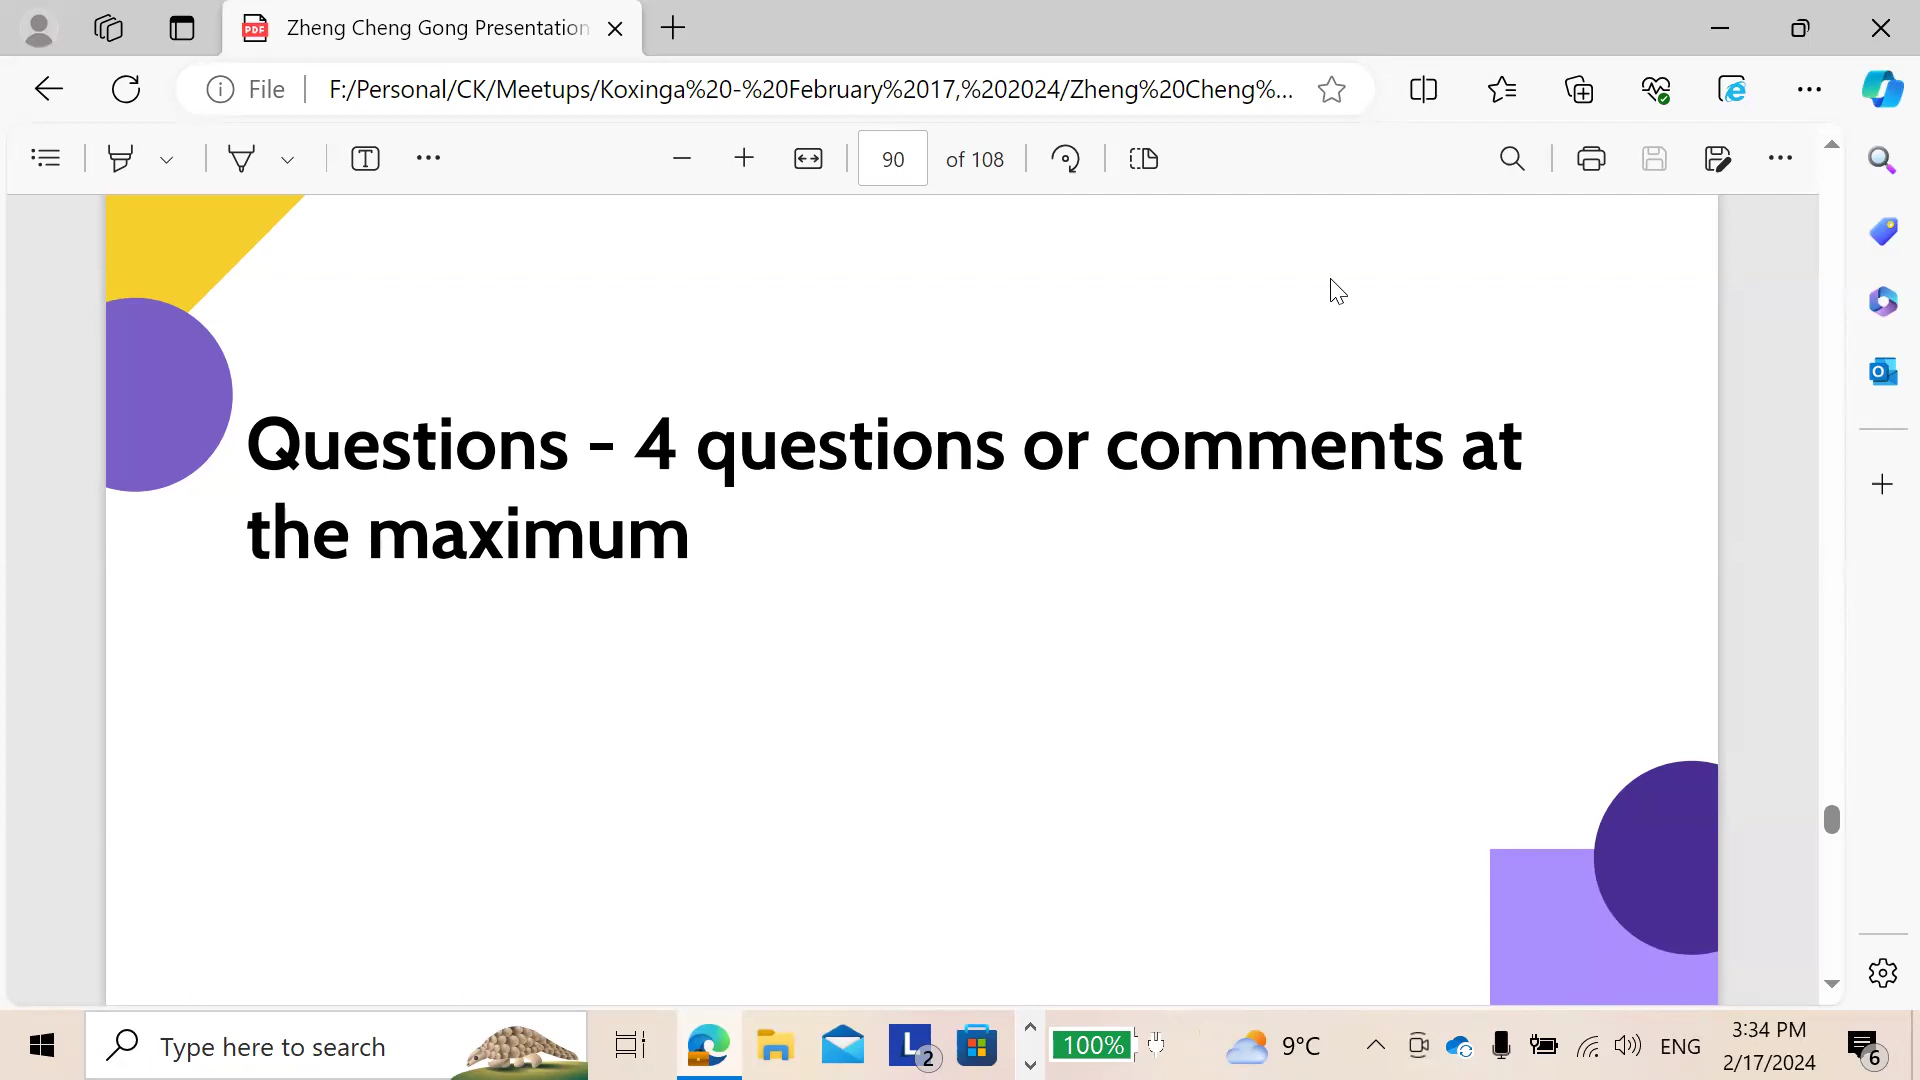 Zheng Cheng Gong Presentation
File
F:/Personal/CK/Meetups/Koxinga%20-%20February%2017,%202024/Zheng%20Cheng%...
90 of 108
Questions - 4 questions or comments at
the maximum
Type here to search
L
2
100%
9°C
ENG
3:34 PM
2/17/2024
6